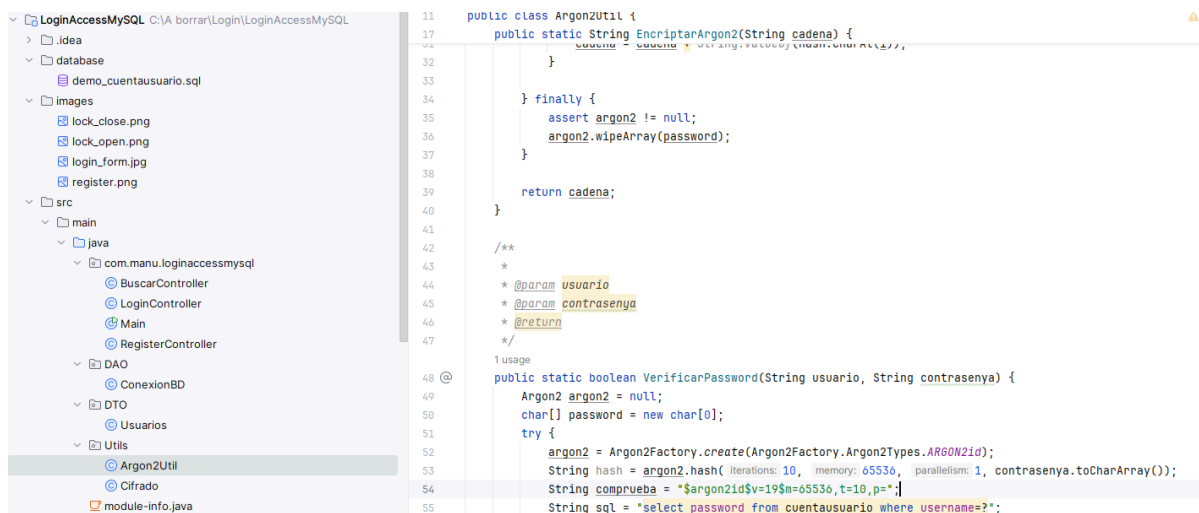 LoginAccessMySQL C:\A borrar\Login\LoginAccessMySQL
.idea
database
demo_cuentausuario.sql
images
lock_close.png
lock_open.png
login_form.jpg
register.png
src
main
java
com.manu.loginaccessmysql
BuscarController
LoginController
Main
RegisterController
DAO
ConexionBD
DTO
Usuarios
Utils
Argon2Util
Cifrado
module-info.java
11 public class Argon2Util {
17 public static String EncriptarArgon2(String cadena) {
31 cadena = cadena + String.valueOf(hash.charAt(i));
32 }
33
34 } finally {
35 assert argon2 != null;
36 argon2.wipeArray(password);
37 }
38
39 return cadena;
40 }
41
42 /**
43 *
44 * @param usuario
45 * @param contrasenya
46 * @return
47 */
1 usage
48 @ public static boolean VerificarPassword(String usuario, String contrasenya) {
49 Argon2 argon2 = null;
50 char[] password = new char[0];
51 try {
52 argon2 = Argon2Factory.create(Argon2Factory.Argon2Types.ARGON2id);
53 String hash = argon2.hash( iterations: 10, memory: 65536, parallelism: 1, contrasenya.toCharArray());
54 String comprueba = "$argon2id$v=19$m=65536,t=10,p=";
55 String sql = "select password from cuentausuario where username=?";